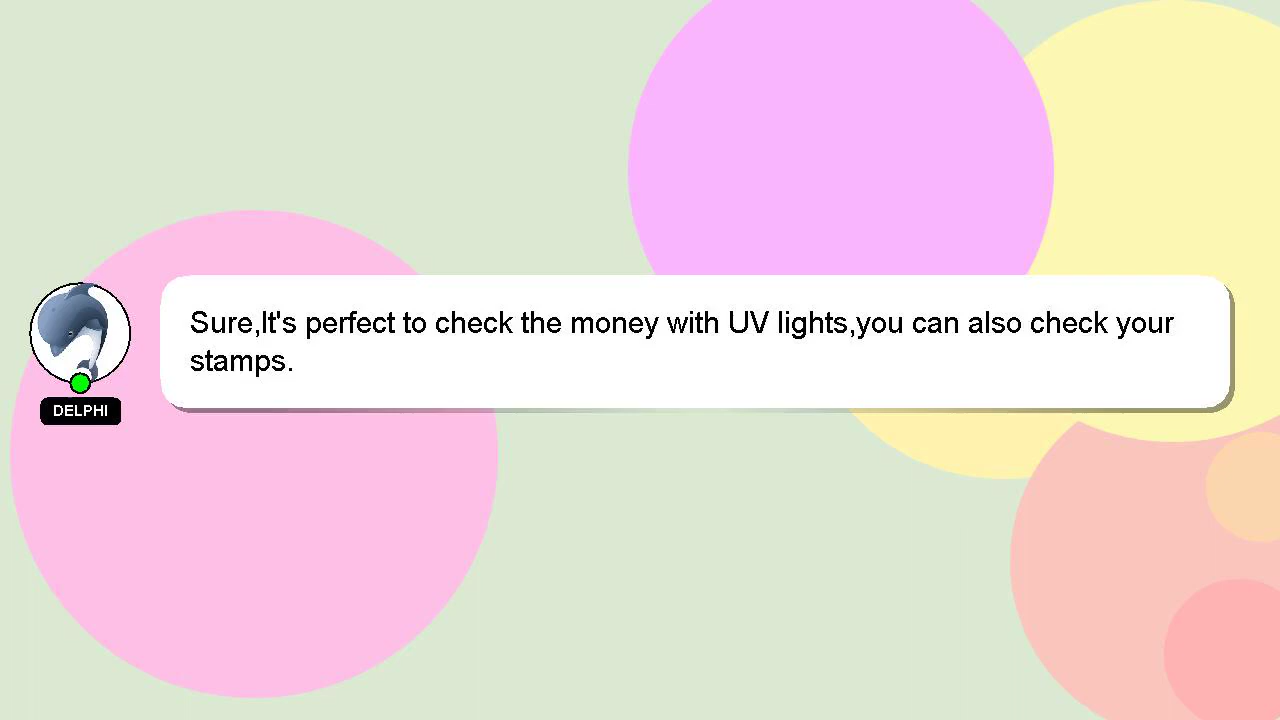 Sure,It's perfect to check the money with UV lights,you can also check your
stamps.
DELPHI